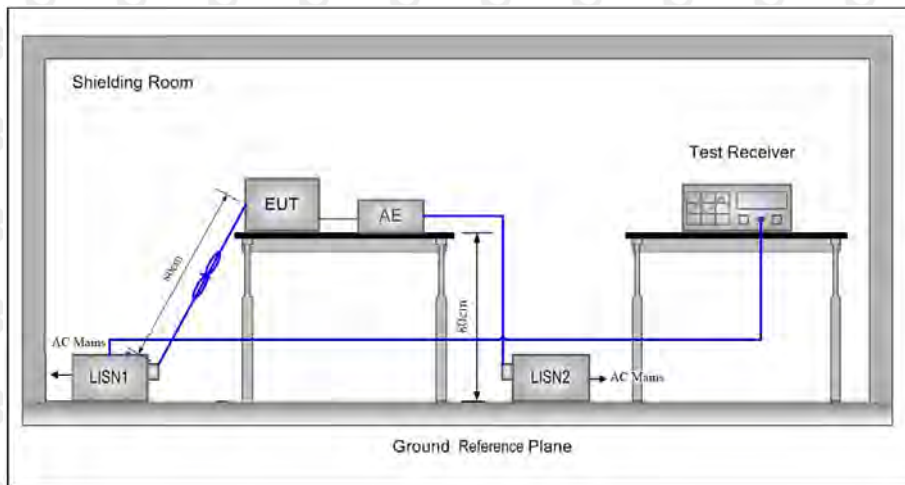 Shielding Room
Test Receiver
EUT
AE
80cm
AC Mains
LISN1
LISN2
AC Mains
Ground Reference Plane